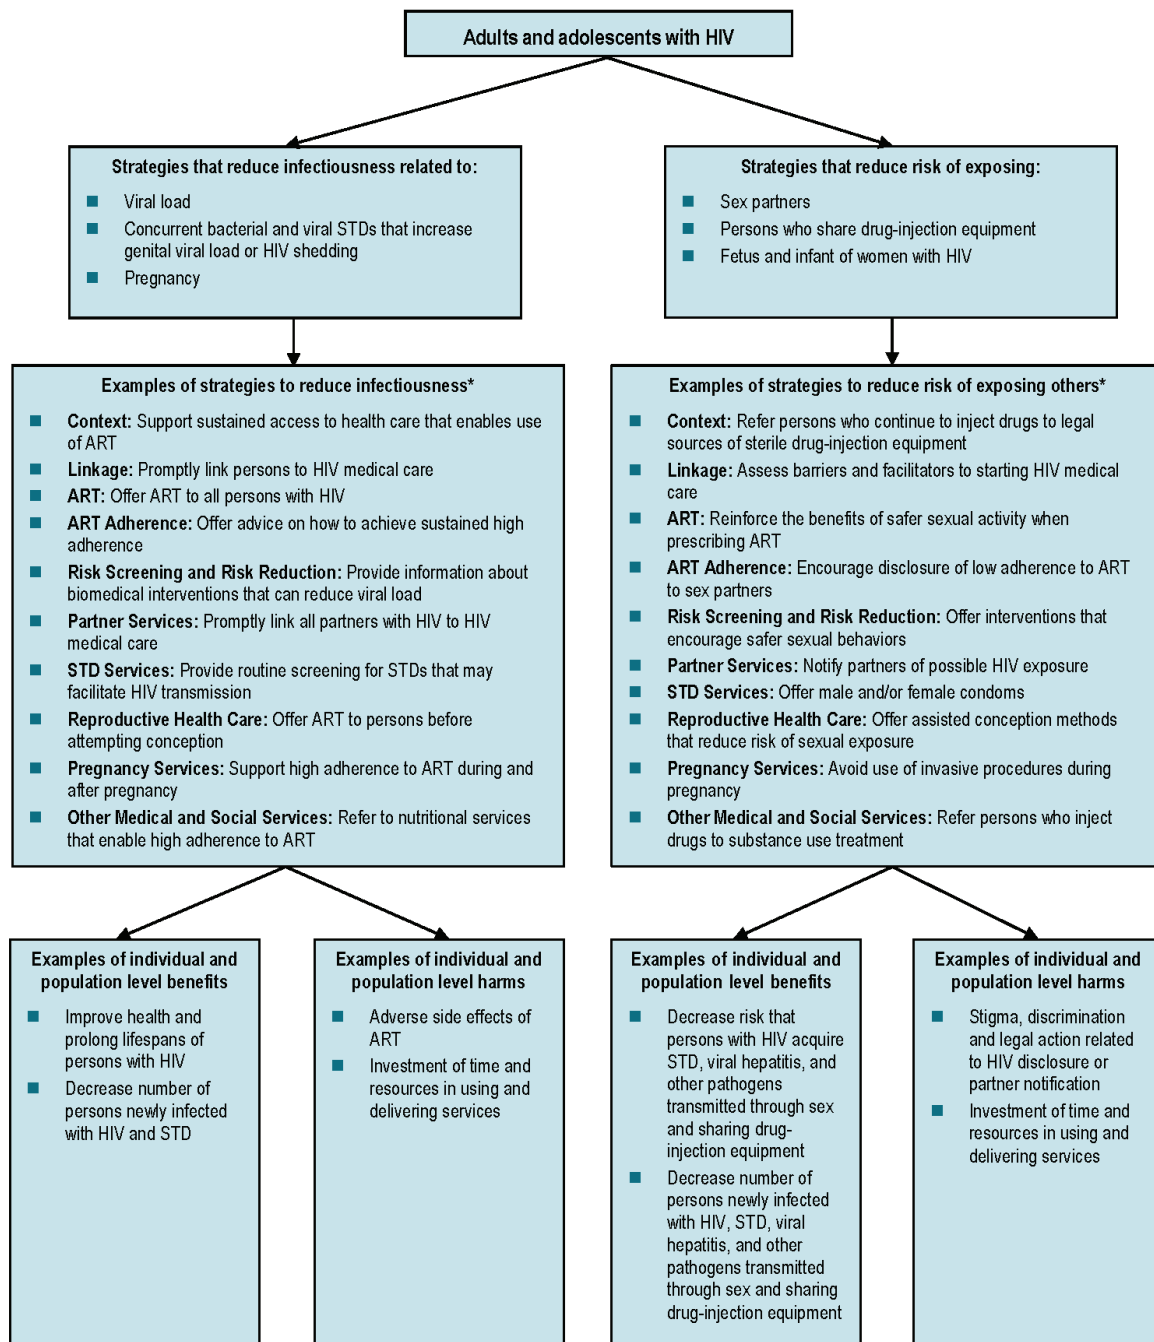 Adults and adolescents with HIV
Strategies that reduce infectiousness related to:
Viral load
Concurrent bacterial and viral STDs that increase
genital viral load or HIV shedding
Pregnancy
Strategies that reduce risk of exposing:
Sex partners
Persons who share drug-injection equipment
Fetus and infant of women with HIV
Examples of strategies to reduce infectiousness*
Context: Support sustained access to health care that enables use
of ART
Linkage: Promptly link persons to HIV medical care
ART: Offer ART to all persons with HIV
ART Adherence: Offer advice on how to achieve sustained high
adherence
Risk Screening and Risk Reduction: Provide information about
biomedical interventions that can reduce viral load
Partner Services: Promptly link all partners with HIV to HIV
medical care
STD Services: Provide routine screening for STDs that may
facilitate HIV transmission
Reproductive Health Care: Offer ART to persons before
attempting conception
Pregnancy Services: Support high adherence to ART during and
after pregnancy
Other Medical and Social Services: Refer to nutritional services
that enable high adherence to ART
Examples of strategies to reduce risk of exposing others*
Context: Refer persons who continue to inject drugs to legal
sources of sterile drug-injection equipment
Linkage: Assess barriers and facilitators to starting HIV medical
care
ART: Reinforce the benefits of safer sexual activity when
prescribing ART
ART Adherence: Encourage disclosure of low adherence to ART
to sex partners
Risk Screening and Risk Reduction: Offer interventions that
encourage safer sexual behaviors
Partner Services: Notify partners of possible HIV exposure
STD Services: Offer male and/or female condoms
Reproductive Health Care: Offer assisted conception methods
that reduce risk of sexual exposure
Pregnancy Services: Avoid use of invasive procedures during
pregnancy
Other Medical and Social Services: Refer persons who inject
drugs to substance use treatment
Examples of individual and
population level benefits
Improve health and
prolong lifespans of
persons with HIV
Decrease number of
persons newly infected
with HIV and STD
Examples of individual and
population level harms
Adverse side effects of
ART
Investment of time and
resources in using and
delivering services
Examples of individual and
population level benefits
Decrease risk that
persons with HIV acquire
STD, viral hepatitis, and
other pathogens
transmitted through sex
and sharing drug-
injection equipment
Decrease number of
persons newly infected
with HIV, STD, viral
hepatitis, and other
pathogens transmitted
through sex and sharing
drug-injection equipment
Examples of individual and
population level harms
Stigma, discrimination
and legal action related
to HIV disclosure or
partner notification
Investment of time and
resources in using and
delivering services